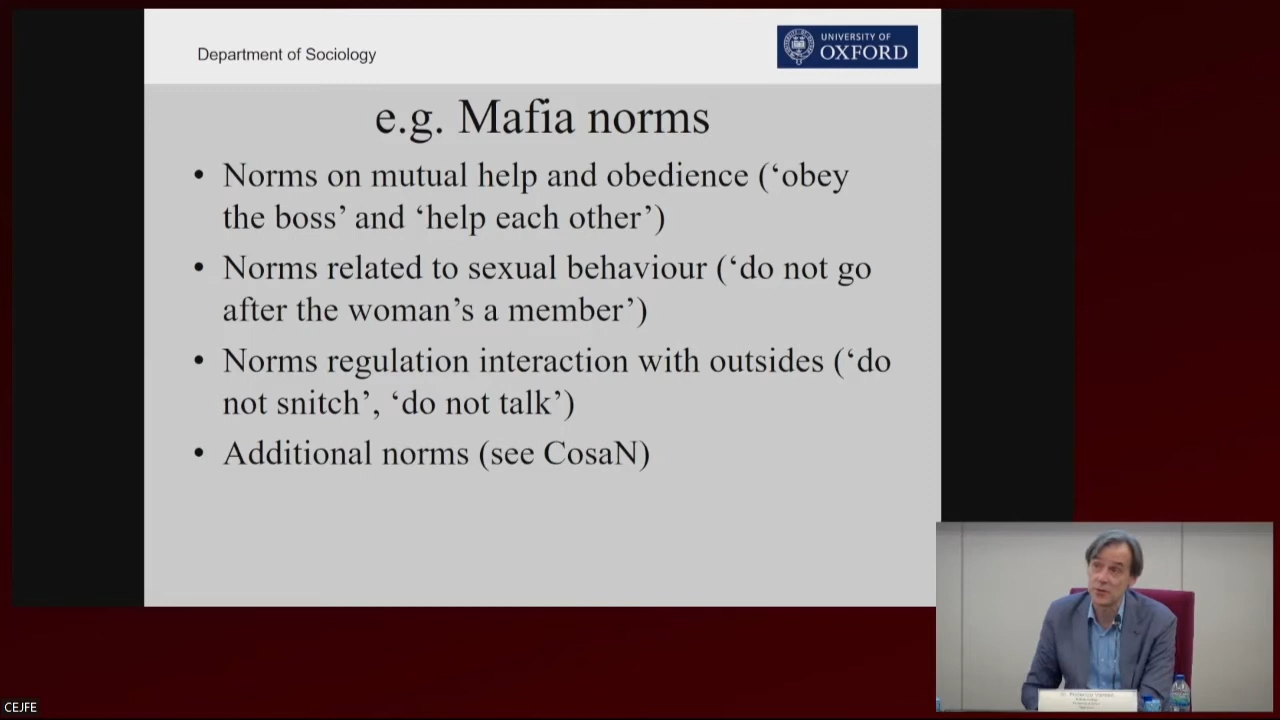 Department of Sociology
UNIVERSITY OF
OXFORD
e.g. Mafia norms
• Norms on mutual help and obedience (‘obey
the boss’ and ‘help each other’)
• Norms related to sexual behaviour (‘do not go
after the woman’s a member’)
• Norms regulation interaction with outsides (‘do
not snitch’, ‘do not talk’)
• Additional norms (see CosaN)
CEJFE